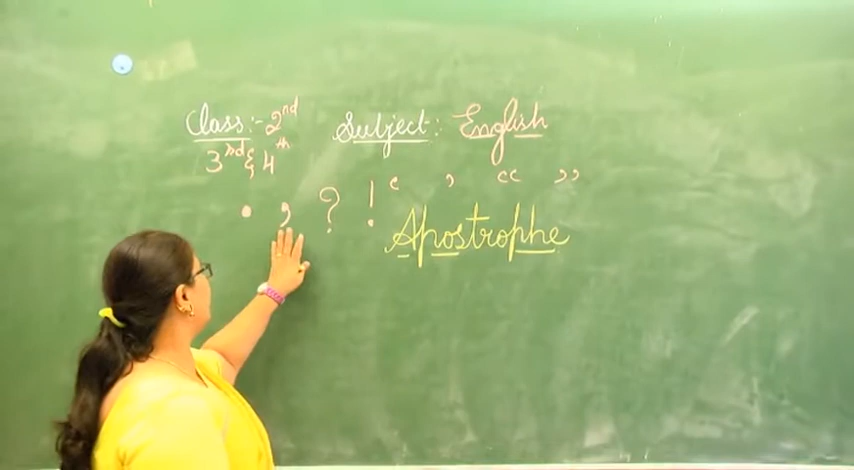 Class:- 2nd Subject: English
3rd & 4th
. , ? ! ‘ ’ “ ”
Apostrophe